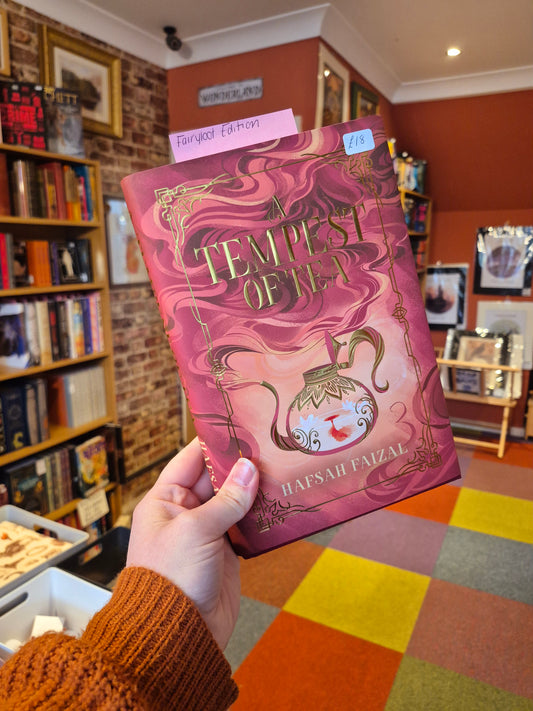 WONDERLAND
Fairyloot Edition
£18
A
TEMPEST
OF TEA
HAFSAH FAIZAL